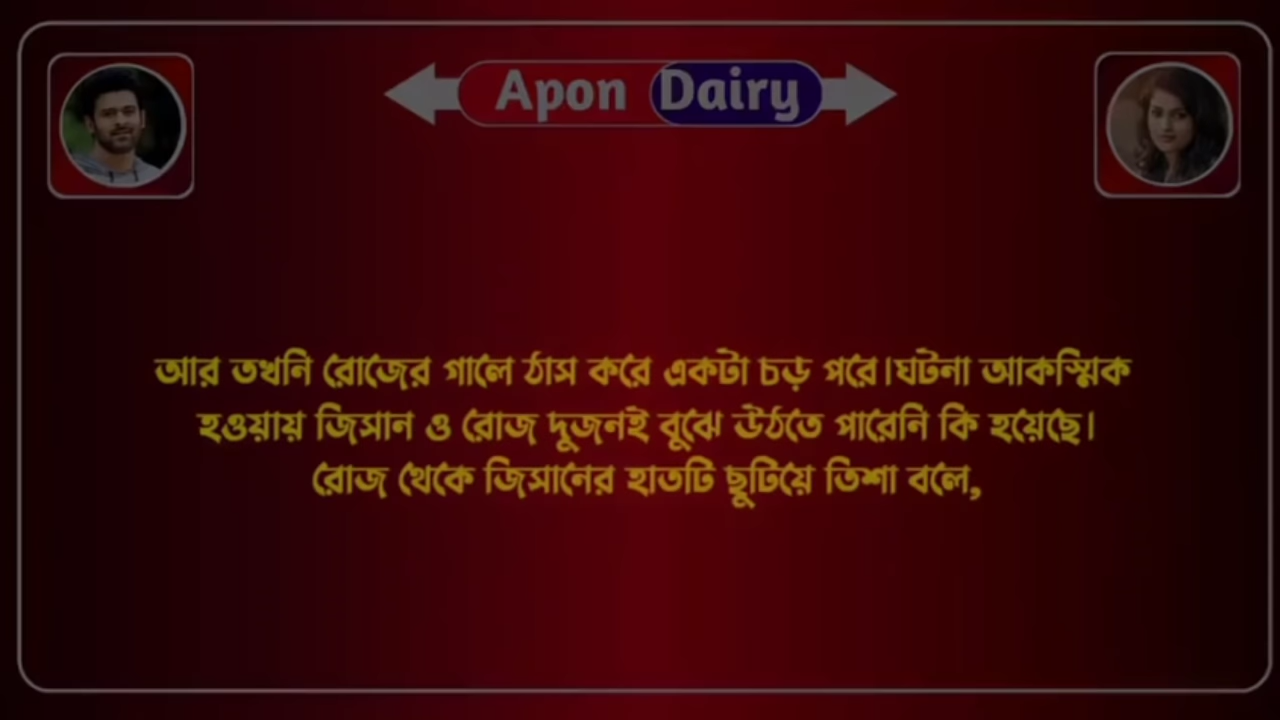 Apon Dairy
আর তখনি রোজের গালে ঠাস করে একটা চড় পরে।ঘটনা আকস্মিক
হওয়ায় জিসান ও রোজ দুজনই বুঝে উঠতে পারেনি কি হয়েছে।
রোজ থেকে জিসানের হাতটি ছুটিয়ে তিশা বলে,